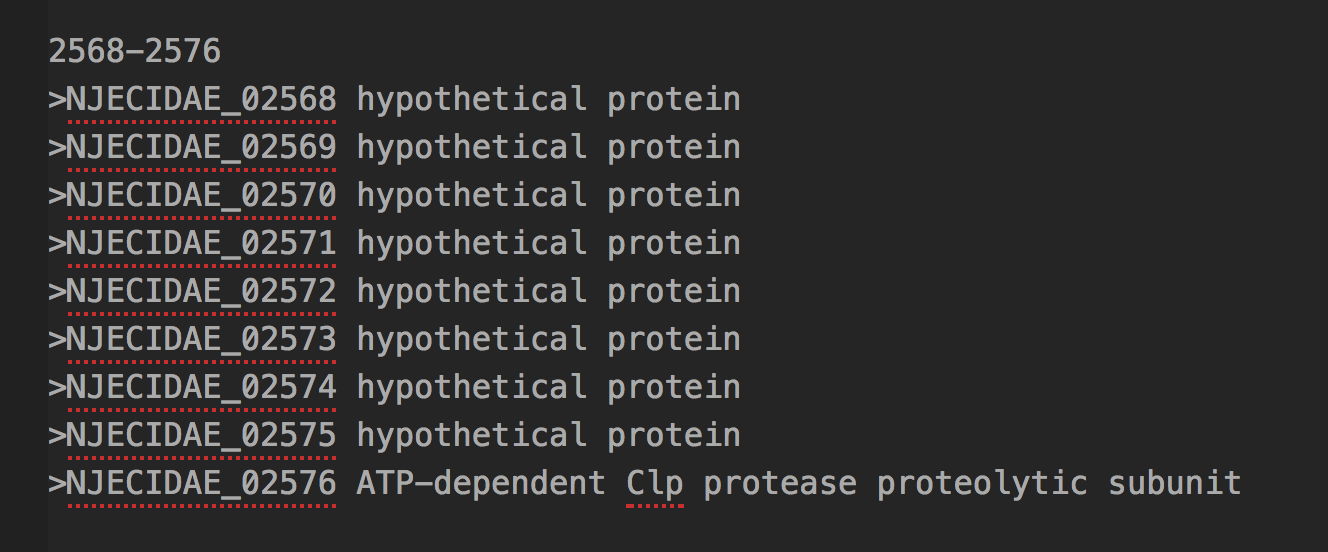 2568-2576
>NJECIDAE_02568 hypothetical protein
>NJECIDAE_02569 hypothetical protein
>NJECIDAE_02570 hypothetical protein
>NJECIDAE_02571 hypothetical protein
>NJECIDAE_02572 hypothetical protein
>NJECIDAE_02573 hypothetical protein
>NJECIDAE_02574 hypothetical protein
>NJECIDAE_02575 hypothetical protein
>NJECIDAE_02576 ATP-dependent Clp protease proteolytic subunit